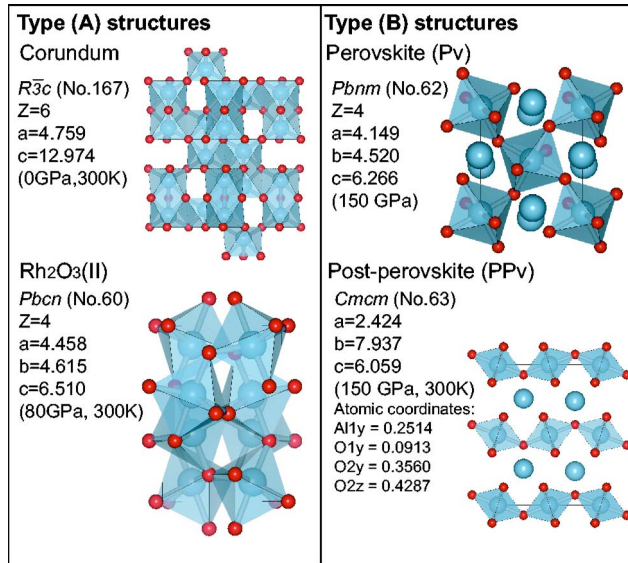 Type (A) structures
Corundum
R3̅c (No.167)
Z=6
a=4.759
c=12.974
(0GPa,300K)
Rh2O3(II)
Pbcn (No.60)
Z=4
a=4.458
b=4.615
c=6.510
(80GPa, 300K)
Type (B) structures
Perovskite (Pv)
Pbnm (No.62)
Z=4
a=4.149
b=4.520
c=6.266
(150 GPa)
Post-perovskite (PPv)
Cmcm (No.63)
a=2.424
b=7.937
c=6.059
(150 GPa, 300K)
Atomic coordinates:
Al1y = 0.2514
O1y = 0.0913
O2y = 0.3560
O2z = 0.4287